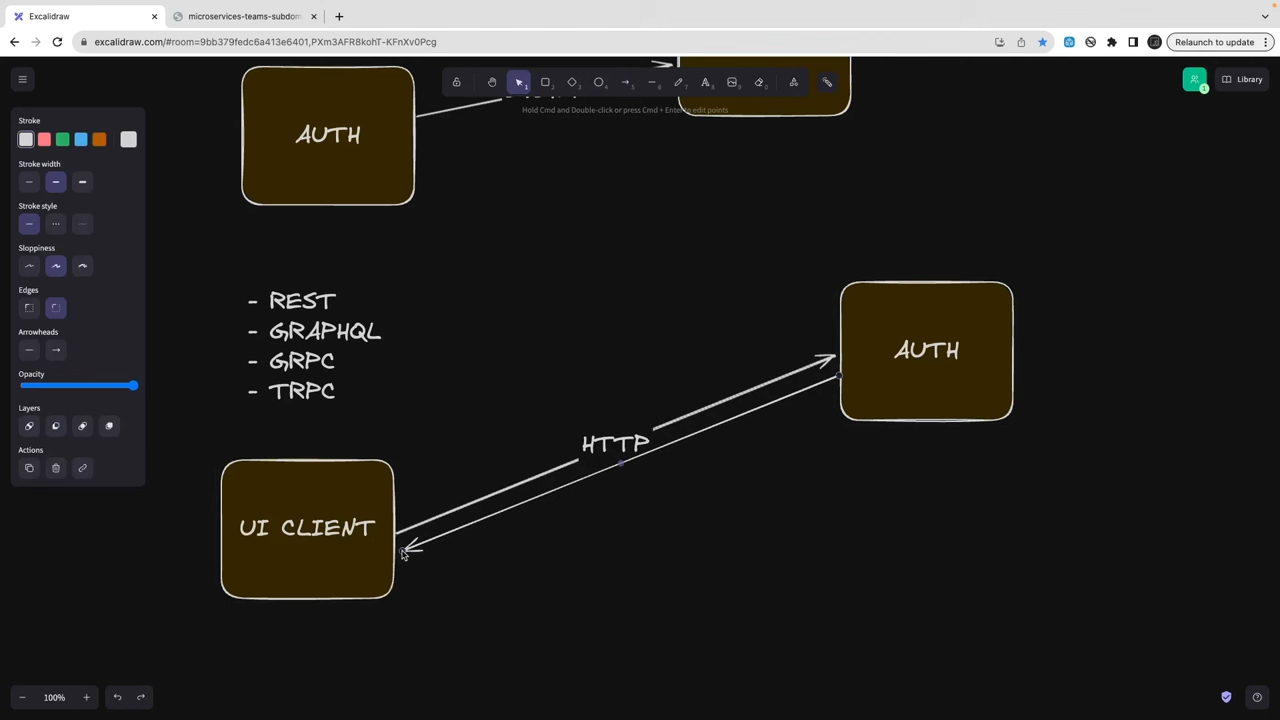 Excalidraw
microservices-teams-subdom
excalidraw.com/#room=9bb379fedc6a413e6401,PXm3AFR8kohT-KFnXv0Pcg
Relaunch to update
Library
Hold Cmd and Double-click or press Cmd + Enter to edit points
Stroke
Stroke width
Stroke style
Sloppiness
Edges
Arrowheads
Opacity
Layers
Actions
100%
AUTH
- REST
- GRAPHQL
- GRPC
- TRPC
AUTH
HTTP
UI CLIENT